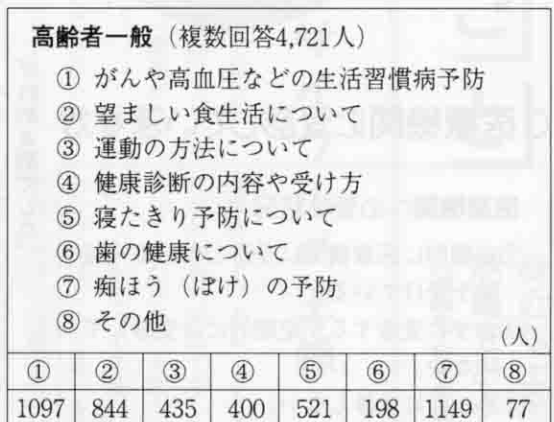 高齢者一般（複数回答4,721人）
① がんや高血圧などの生活習慣病予防
② 望ましい食生活について
③ 運動の方法について
④ 健康診断の内容や受け方
⑤ 寝たきり予防について
⑥ 歯の健康について
⑦ 痴ほう（ぼけ）の予防
⑧ その他
（人）
① ② ③ ④ ⑤ ⑥ ⑦ ⑧
1097 844 435 400 521 198 1149 77